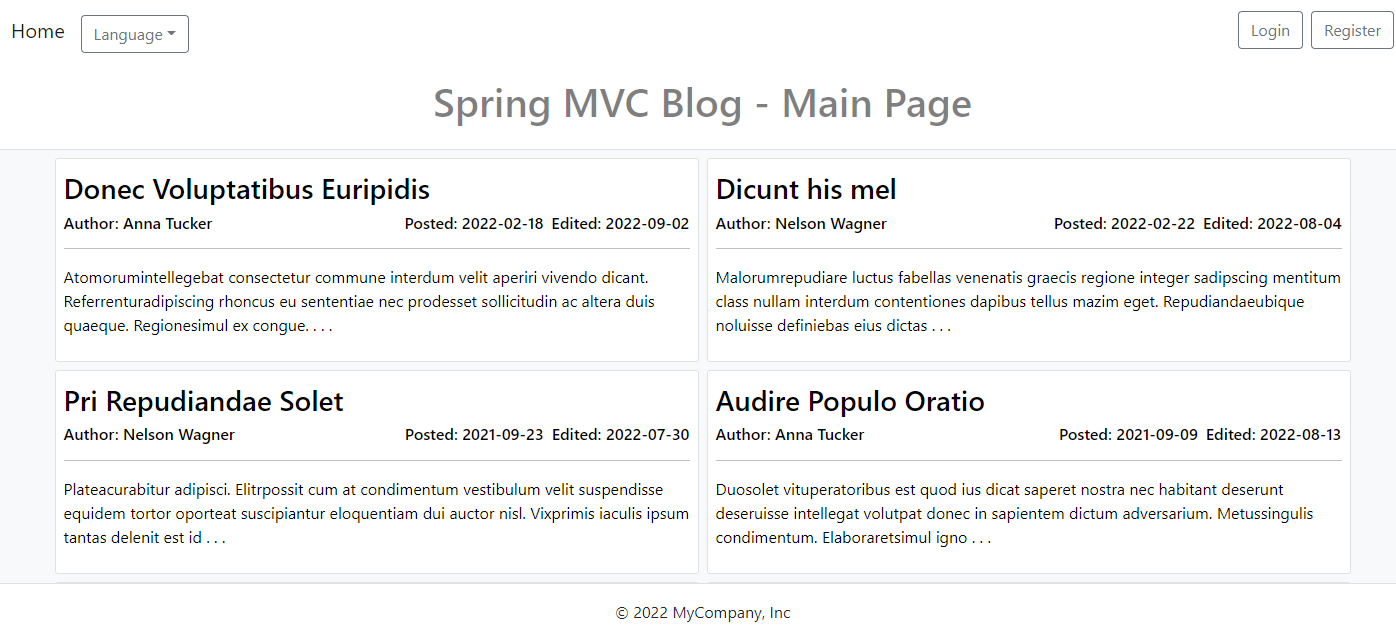 Home Language Login Register
Spring MVC Blog - Main Page
Donec Voluptatibus Euripidis
Author: Anna Tucker Posted: 2022-02-18 Edited: 2022-09-02
Atomorumintellegebat consectetur commune interdum velit aperiri vivendo dicant.
Referrenturadipiscing rhoncus eu sententiae nec prodesset sollicitudin ac altera duis
quaeque. Regionesimul ex congue. . . .
Dicunt his mel
Author: Nelson Wagner Posted: 2022-02-22 Edited: 2022-08-04
Malorumrepudiare luctus fabellas venenatis graecis regione integer sadipscing mentitum
class nullam interdum contentiones dapibus tellus mazim eget. Repudiandaeubique
noluisse definiebas eius dictas . . .
Pri Repudiandae Solet
Author: Nelson Wagner Posted: 2021-09-23 Edited: 2022-07-30
Plateacurabitur adipisci. Elitrpossit cum at condimentum vestibulum velit suspendisse
equidem tortor oporteat suscipiantur eloquentiam dui auctor nisl. Vixprimis iaculis ipsum
tantas delenit est id . . .
Audire Populo Oratio
Author: Anna Tucker Posted: 2021-09-09 Edited: 2022-08-13
Duosolet vituperatoribus est quod ius dicat saperet nostra nec habitant deserunt
deseruisse intellegat volutpat donec in sapientem dictum adversarium. Metussingulis
condimentum. Elaboraretsimul igno . . .
© 2022 MyCompany, Inc